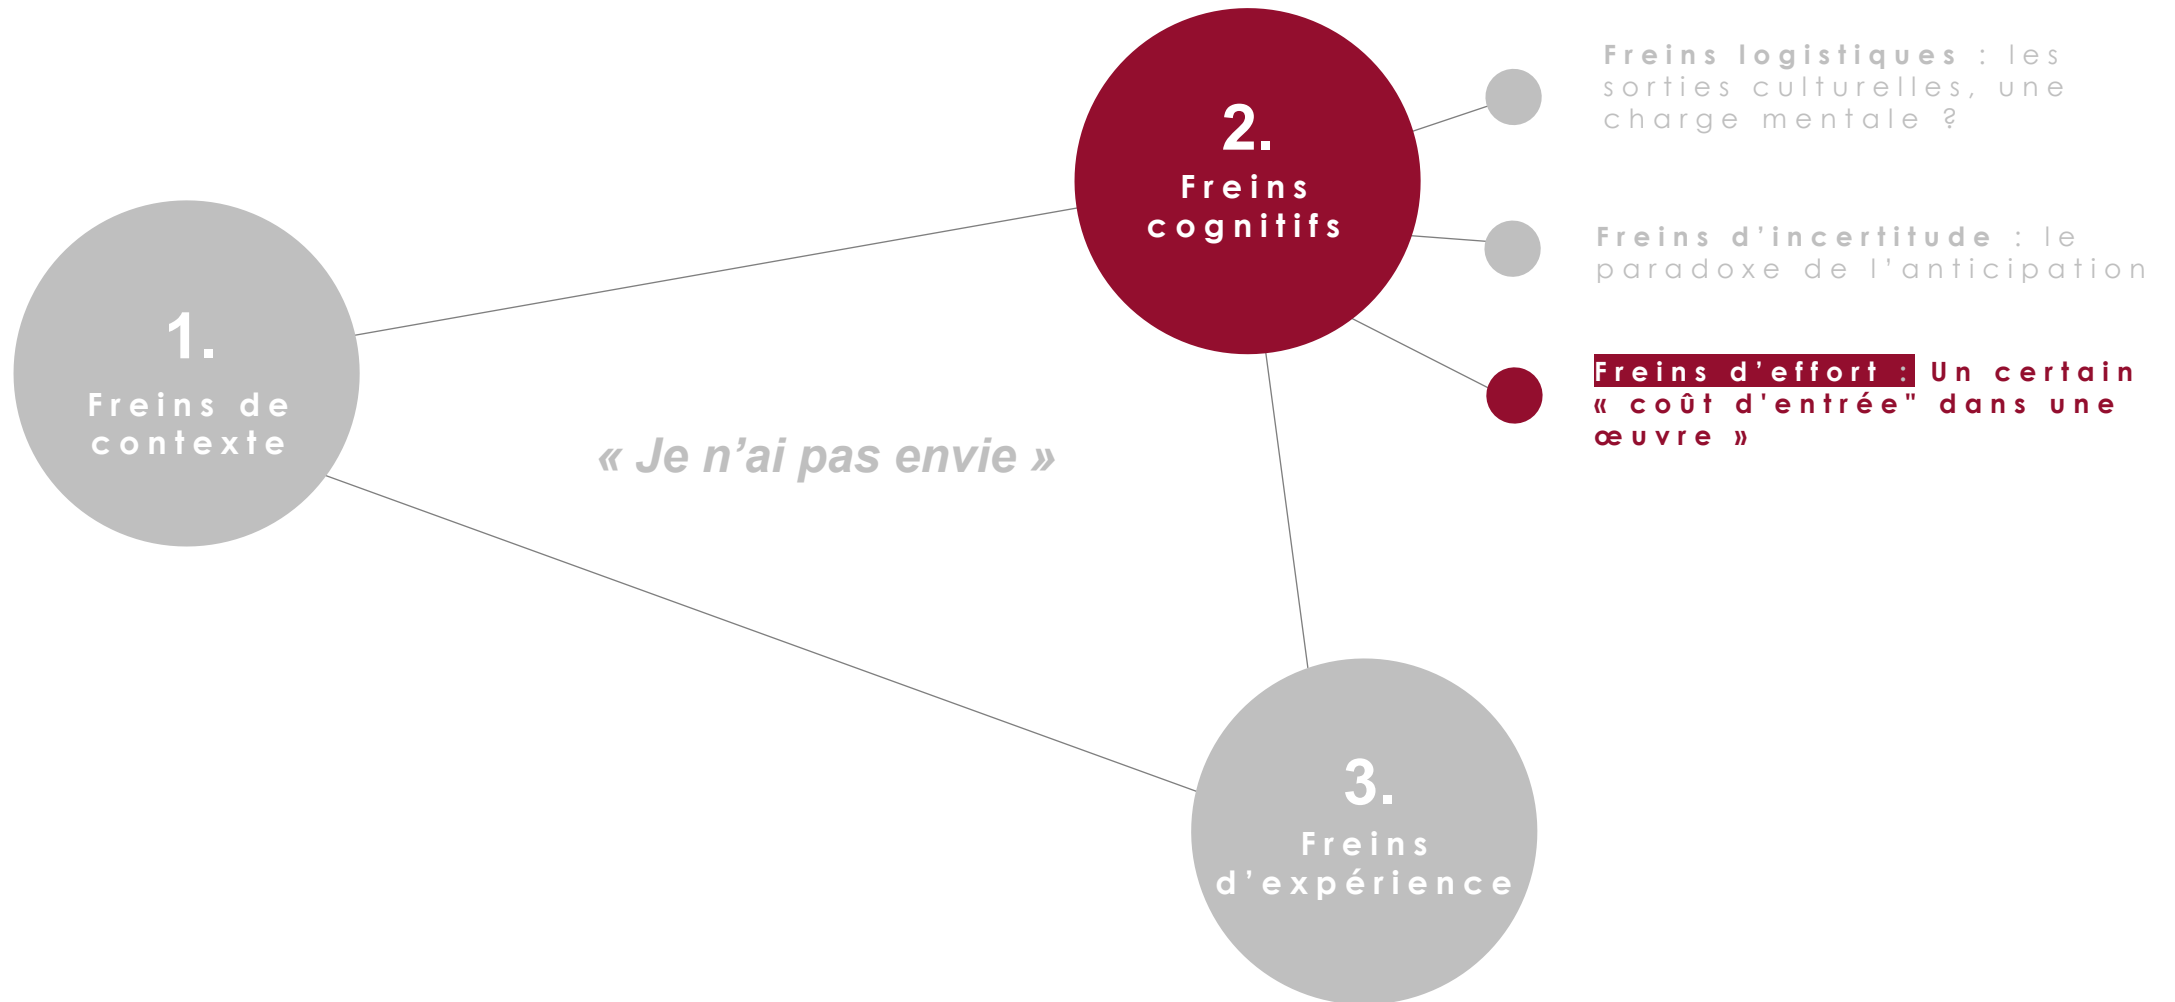 1.
Freins de
contexte
« Je n’ai pas envie »
2.
Freins
cognitifs
Freins logistiques : les
sorties culturelles, une
charge mentale ?
Freins d’incertitude : le
paradoxe de l’anticipation
Freins d’effort : Un certain
« coût d'entrée" dans une
œuvre »
3.
Freins
d’expérience